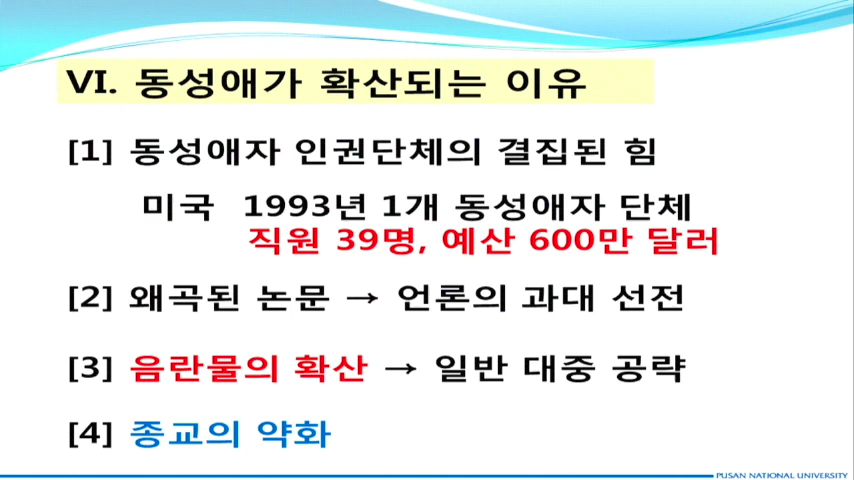 VI. 동성애가 확산되는 이유
[1] 동성애자 인권단체의 결집된 힘
미국 1993년 1개 동성애자 단체
직원 39명, 예산 600만 달러
[2] 왜곡된 논문 → 언론의 과대 선전
[3] 음란물의 확산 → 일반 대중 공략
[4] 종교의 약화
PUSAN NATIONAL UNIVERSITY